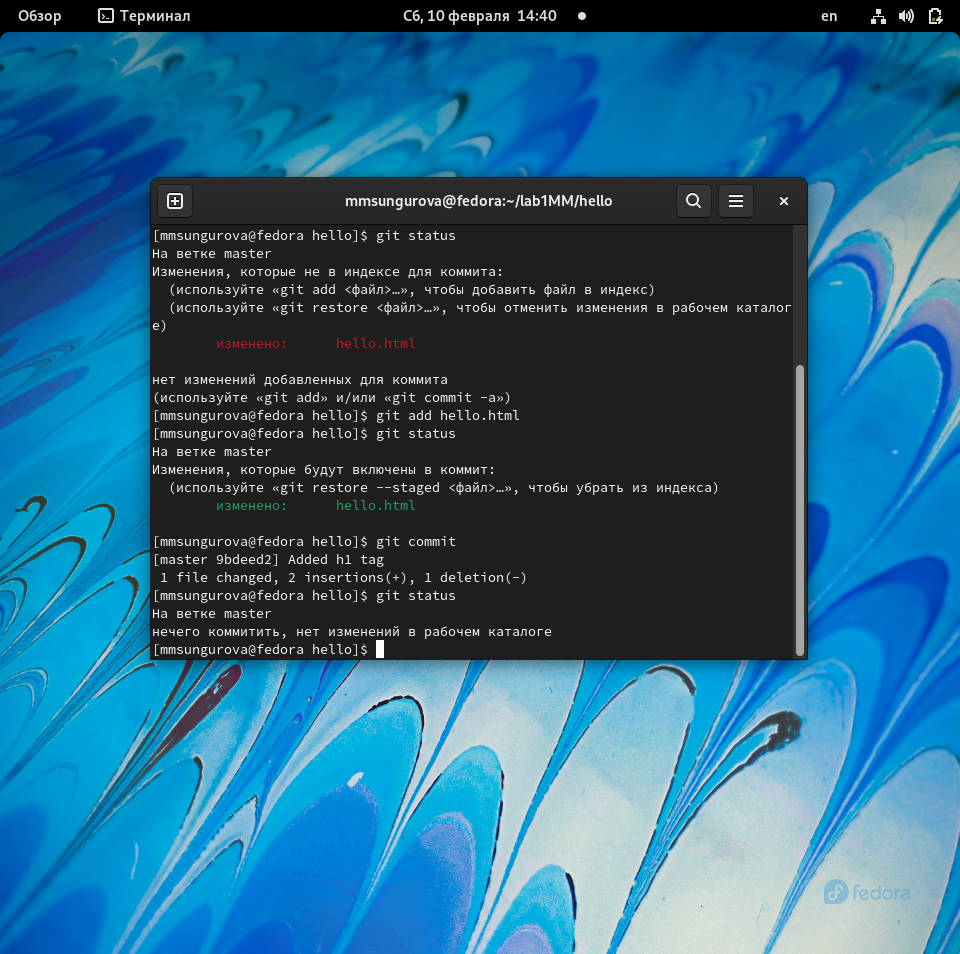 Обзор Терминал Сб, 10 февраля 14:40 en
mmsungurova@fedora:~/lab1MM/hello
[mmsungurova@fedora hello]$ git status
На ветке master
Изменения, которые не в индексе для коммита:
  (используйте «git add <файл>…», чтобы добавить файл в индекс)
  (используйте «git restore <файл>…», чтобы отменить изменения в рабочем каталог
е)
        изменено:      hello.html
нет изменений добавленных для коммита
(используйте «git add» и/или «git commit -a»)
[mmsungurova@fedora hello]$ git add hello.html
[mmsungurova@fedora hello]$ git status
На ветке master
Изменения, которые будут включены в коммит:
  (используйте «git restore --staged <файл>…», чтобы убрать из индекса)
        изменено:      hello.html
[mmsungurova@fedora hello]$ git commit
[master 9bdeed2] Added h1 tag
 1 file changed, 2 insertions(+), 1 deletion(-)
[mmsungurova@fedora hello]$ git status
На ветке master
нечего коммитить, нет изменений в рабочем каталоге
[mmsungurova@fedora hello]$
fedora